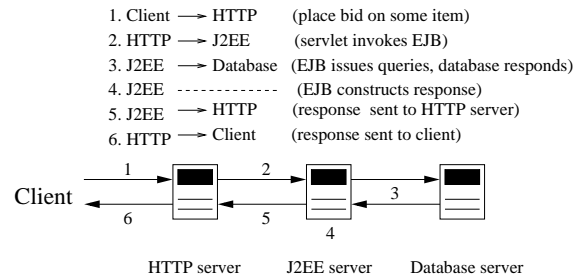 1. Client → HTTP (place bid on some item)
2. HTTP → J2EE (servlet invokes EJB)
3. J2EE → Database (EJB issues queries, database responds)
4. J2EE ------------ (EJB constructs response)
5. J2EE → HTTP (response sent to HTTP server)
6. HTTP → Client (response sent to client)
1 2
Client 3
6 5 4
HTTP server J2EE server Database server